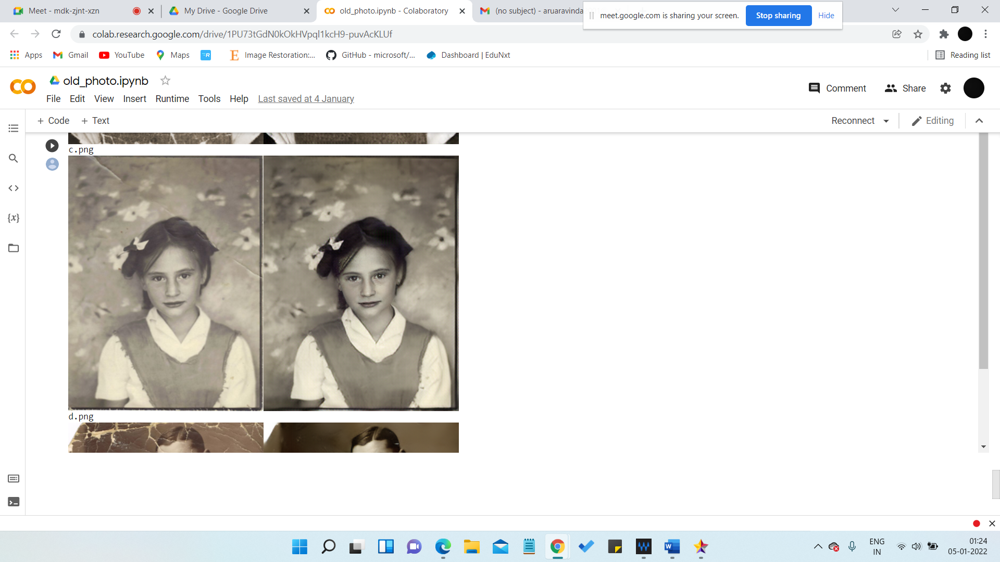 Meet - mdk-zjnt-xzn
My Drive - Google Drive
old_photo.ipynb - Colaboratory
(no subject) - aruaravinda
meet.google.com is sharing your screen.
Stop sharing
Hide
colab.research.google.com/drive/1PU73tGdN0kOkHVpql1kcH9-puvAcKLUf
Apps
Gmail
YouTube
Maps
Image Restoration:...
GitHub - microsoft/...
Dashboard | EduNxt
Reading list
old_photo.ipynb
Comment
Share
File Edit View Insert Runtime Tools Help Last saved at 4 January
+ Code + Text
Reconnect
Editing
c.png
d.png
ENG
IN
01:24
05-01-2022